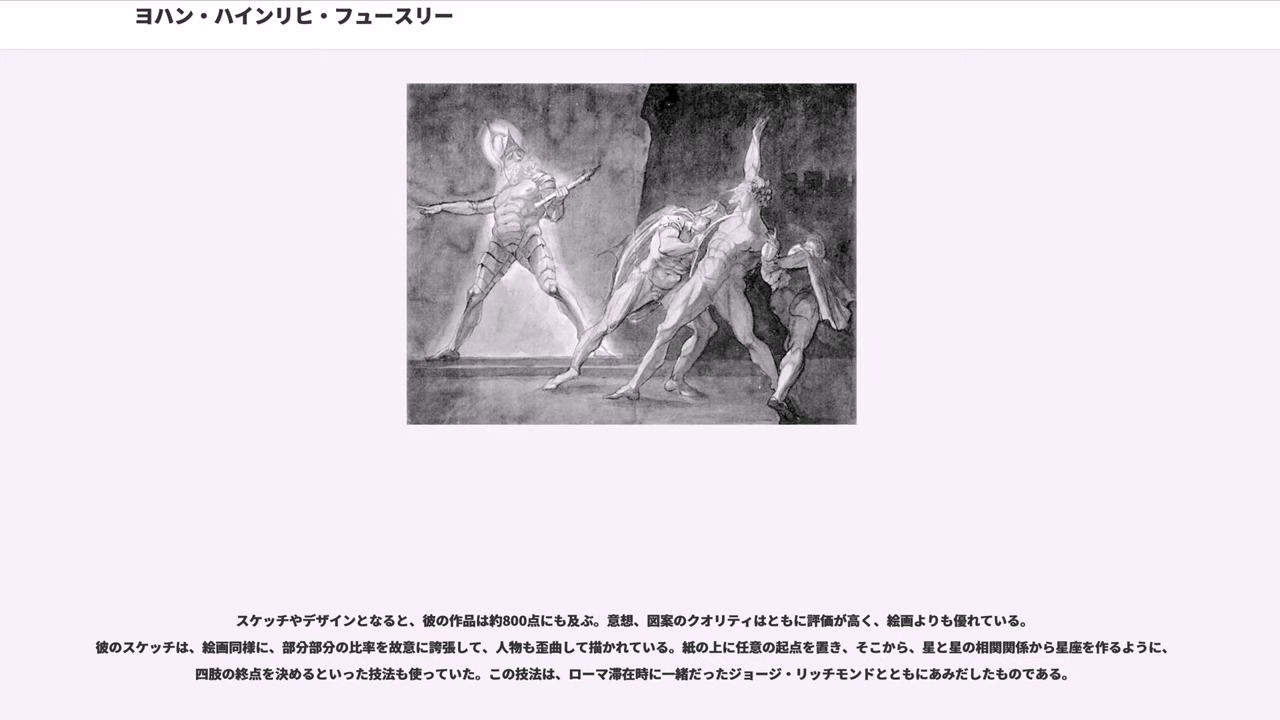 ヨハン・ハインリヒ・フュースリー
スケッチやデザインとなると、彼の作品は約800点にも及ぶ。意想、図案のクオリティはともに評価が高く、絵画よりも優れている。
彼のスケッチは、絵画同様に、部分部分の比率を故意に誇張して、人物も歪曲して描かれている。紙の上に任意の起点を置き、そこから、星と星の相関関係から星座を作るように、
四肢の終点を決めるといった技法も使っていた。この技法は、ローマ滞在時に一緒だったジョージ・リッチモンドとともにあみだしたものである。